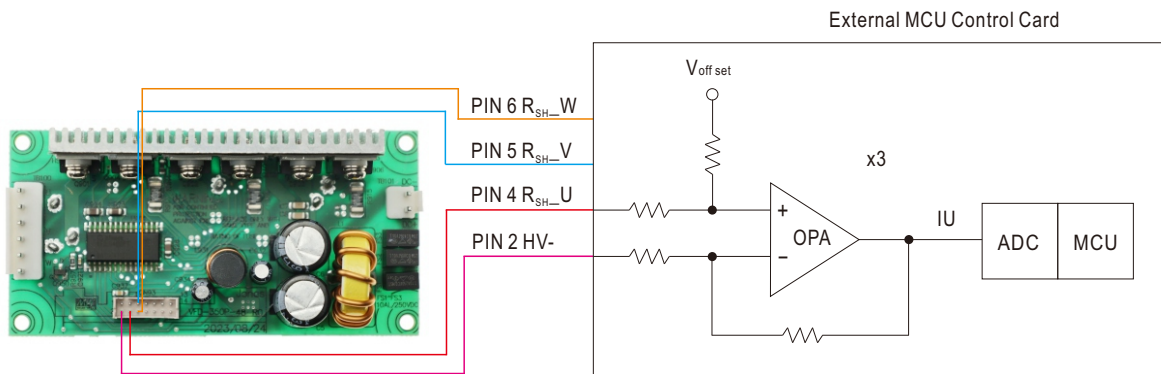 External MCU Control Card
Voff set
PIN 6 RSH_W
PIN 5 RSH_V
x3
PIN 4 RSH_U
+
OPA
IU
ADC
MCU
PIN 2 HV-
−
2023/08/24